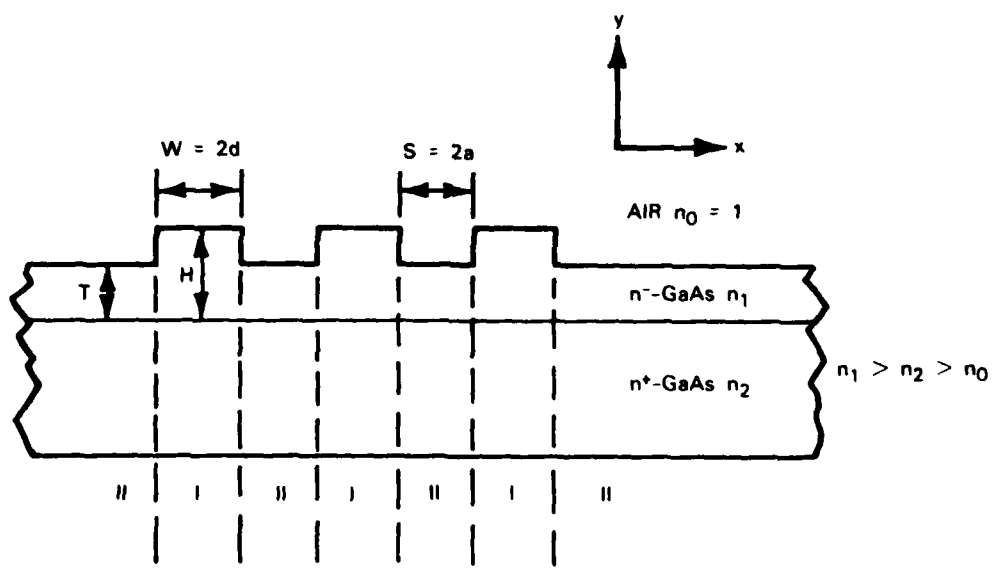 y
x
W = 2d
S = 2a
AIR n₀ = 1
H
T
n⁻-GaAs n₁
n⁺-GaAs n₂
n₁ > n₂ > n₀
II I II I II I II